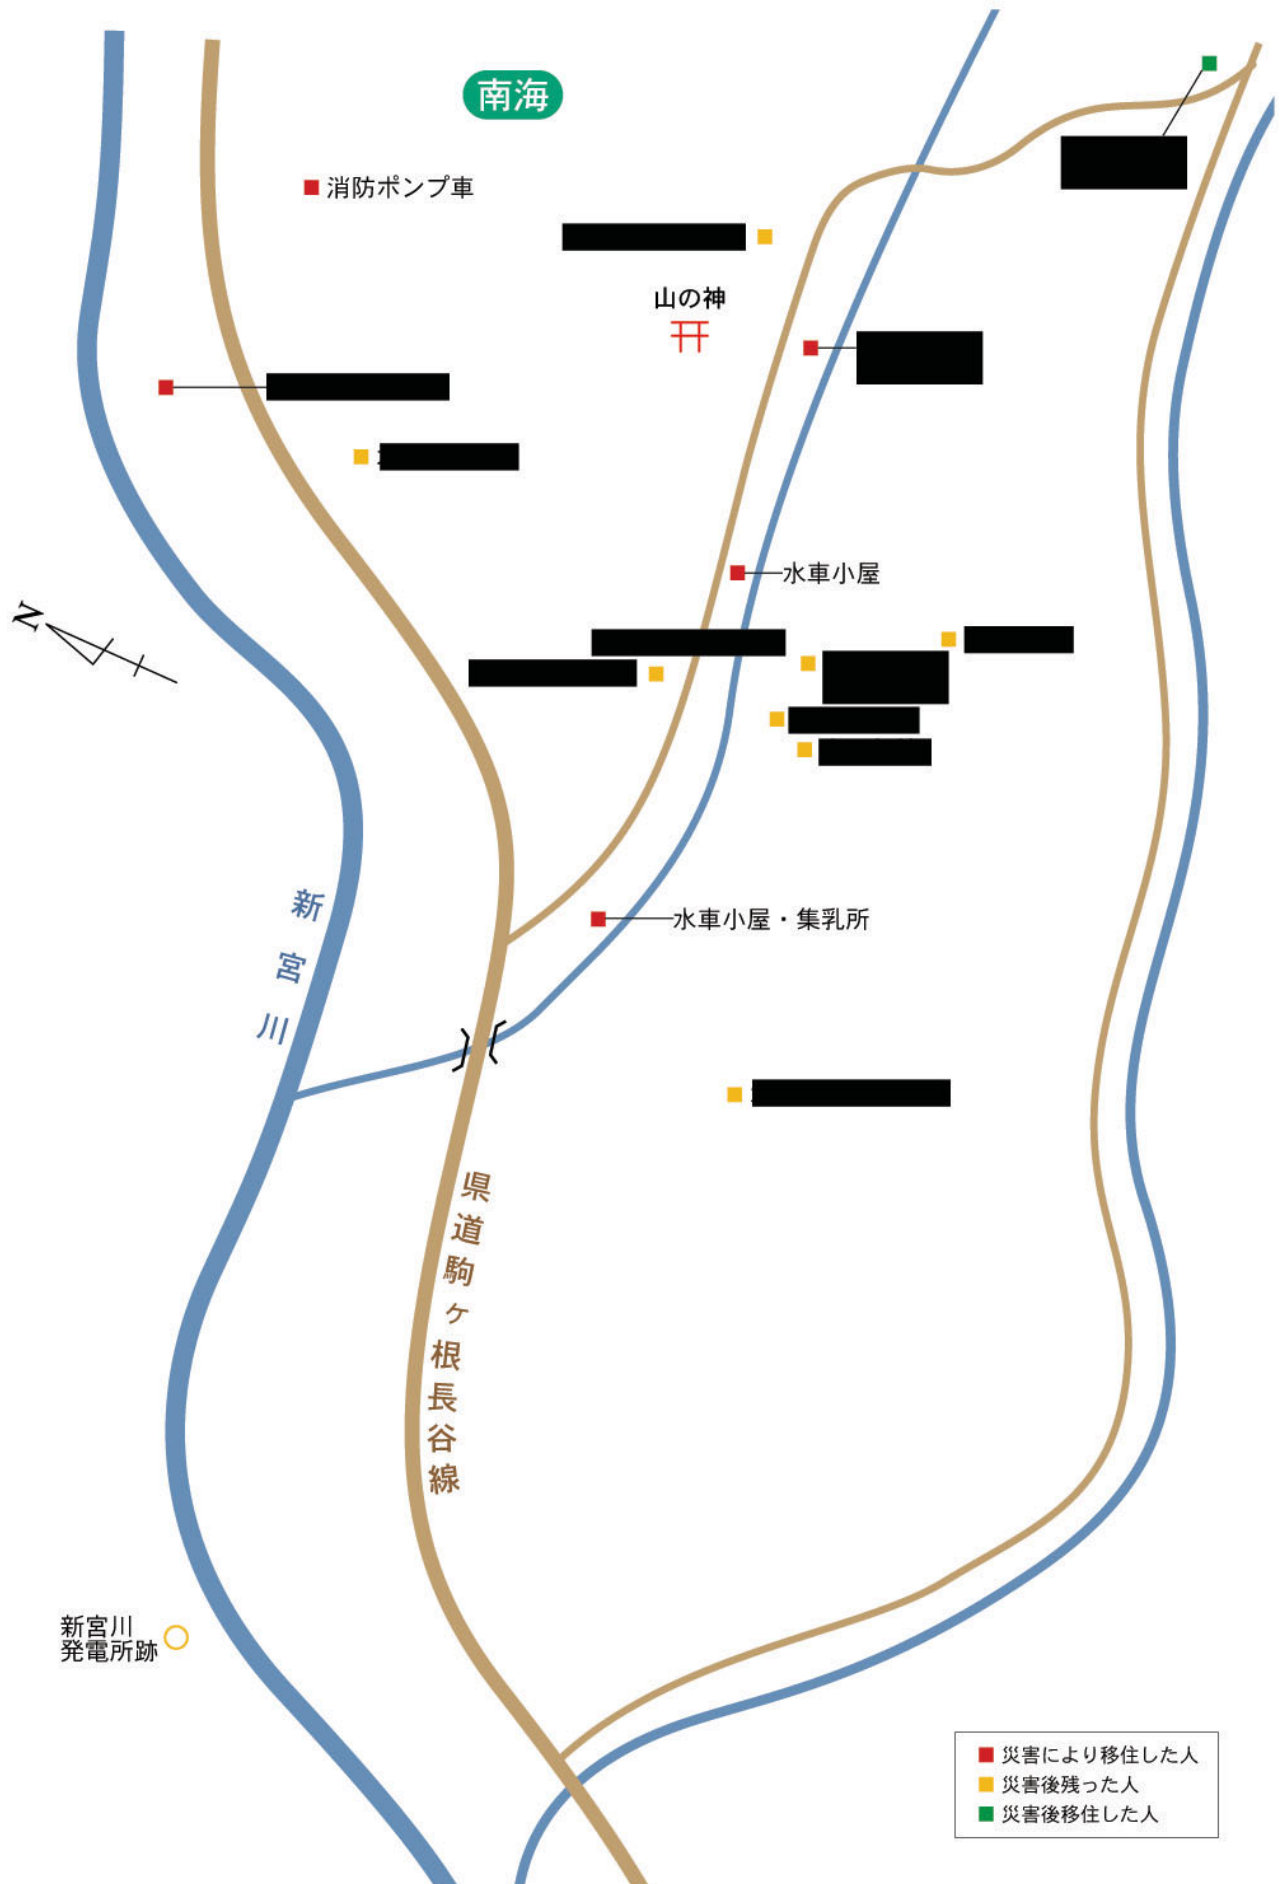 南海
消防ポンプ車
山の神
水車小屋
水車小屋・集乳所
N
新宮川
県道駒ヶ根長谷線
新宮川
発電所跡
災害により移住した人
災害後残った人
災害後移住した人